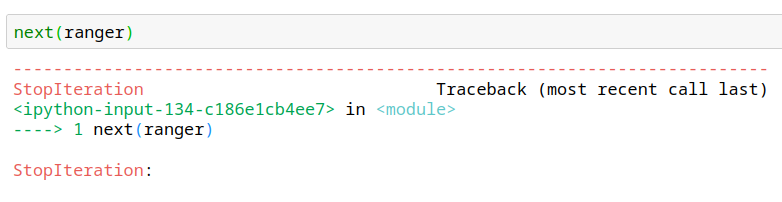 next(ranger)
---------------------------------------------------------------------------
StopIteration                             Traceback (most recent call last)
<ipython-input-134-c186e1cb4ee7> in <module>
----> 1 next(ranger)
StopIteration: